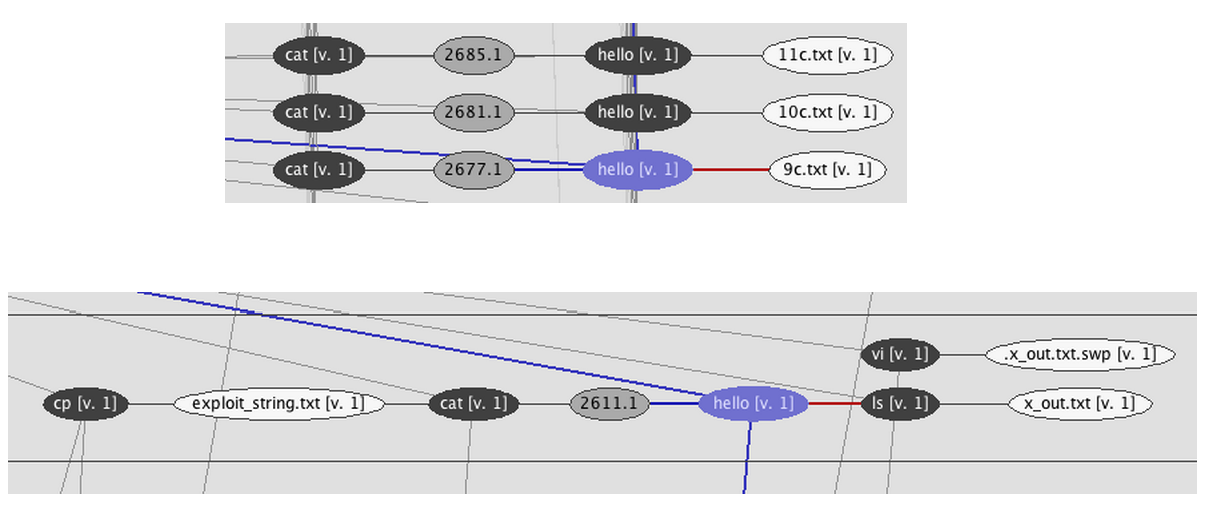 cat [v. 1] 2685.1 hello [v. 1] 11c.txt [v. 1]
cat [v. 1] 2681.1 hello [v. 1] 10c.txt [v. 1]
cat [v. 1] 2677.1 hello [v. 1] 9c.txt [v. 1]
vi [v. 1] .x_out.txt.swp [v. 1]
cp [v. 1] exploit_string.txt [v. 1] cat [v. 1] 2611.1 hello [v. 1] ls [v. 1] x_out.txt [v. 1]